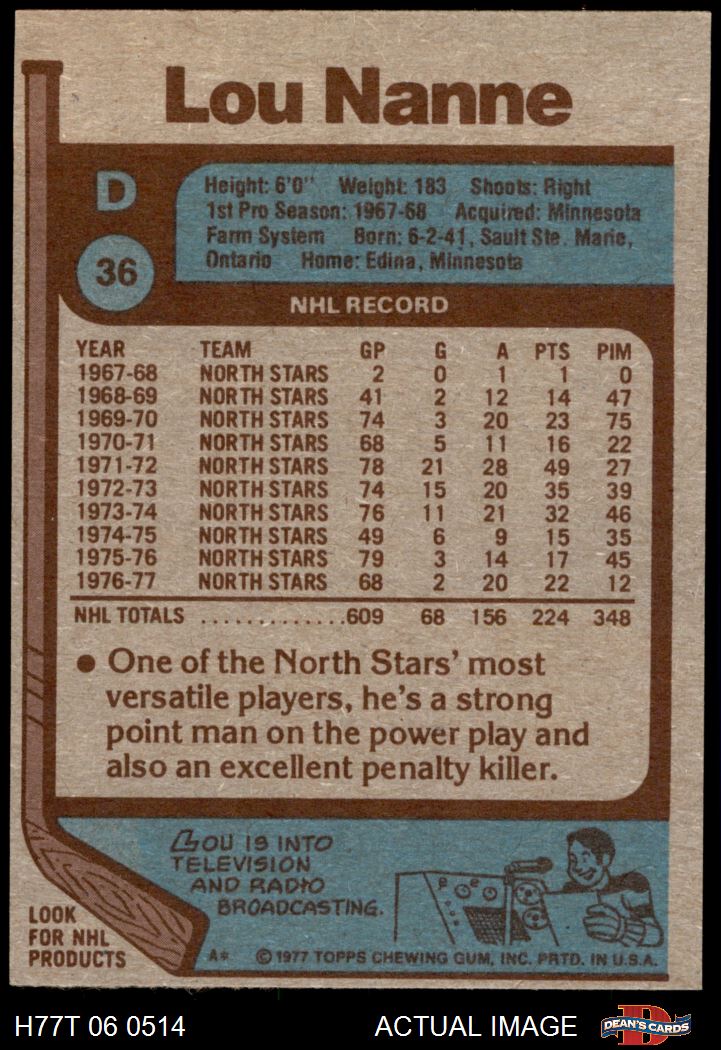 Lou Nanne
D
36
Height: 6'0" Weight: 183 Shoots: Right
1st Pro Season: 1967-68 Acquired: Minnesota
Farm System Born: 6-2-41, Sault Ste. Marie,
Ontario Home: Edina, Minnesota
NHL RECORD
YEAR TEAM GP G A PTS PIM
1967-68 NORTH STARS 2 0 1 1 0
1968-69 NORTH STARS 41 2 12 14 47
1969-70 NORTH STARS 74 3 20 23 75
1970-71 NORTH STARS 68 5 11 16 22
1971-72 NORTH STARS 78 21 28 49 27
1972-73 NORTH STARS 74 15 20 35 39
1973-74 NORTH STARS 76 11 21 32 46
1974-75 NORTH STARS 49 6 9 15 35
1975-76 NORTH STARS 79 3 14 17 45
1976-77 NORTH STARS 68 2 20 22 12
NHL TOTALS .............609 68 156 224 348
● One of the North Stars' most
versatile players, he's a strong
point man on the power play and
also an excellent penalty killer.
LOU IS INTO
TELEVISION
AND RADIO
BROADCASTING.
LOOK
FOR NHL
PRODUCTS
A* ©1977 TOPPS CHEWING GUM, INC. PRTD. IN U.S.A.
H77T 06 0514 ACTUAL IMAGE D DEAN'S CARDS